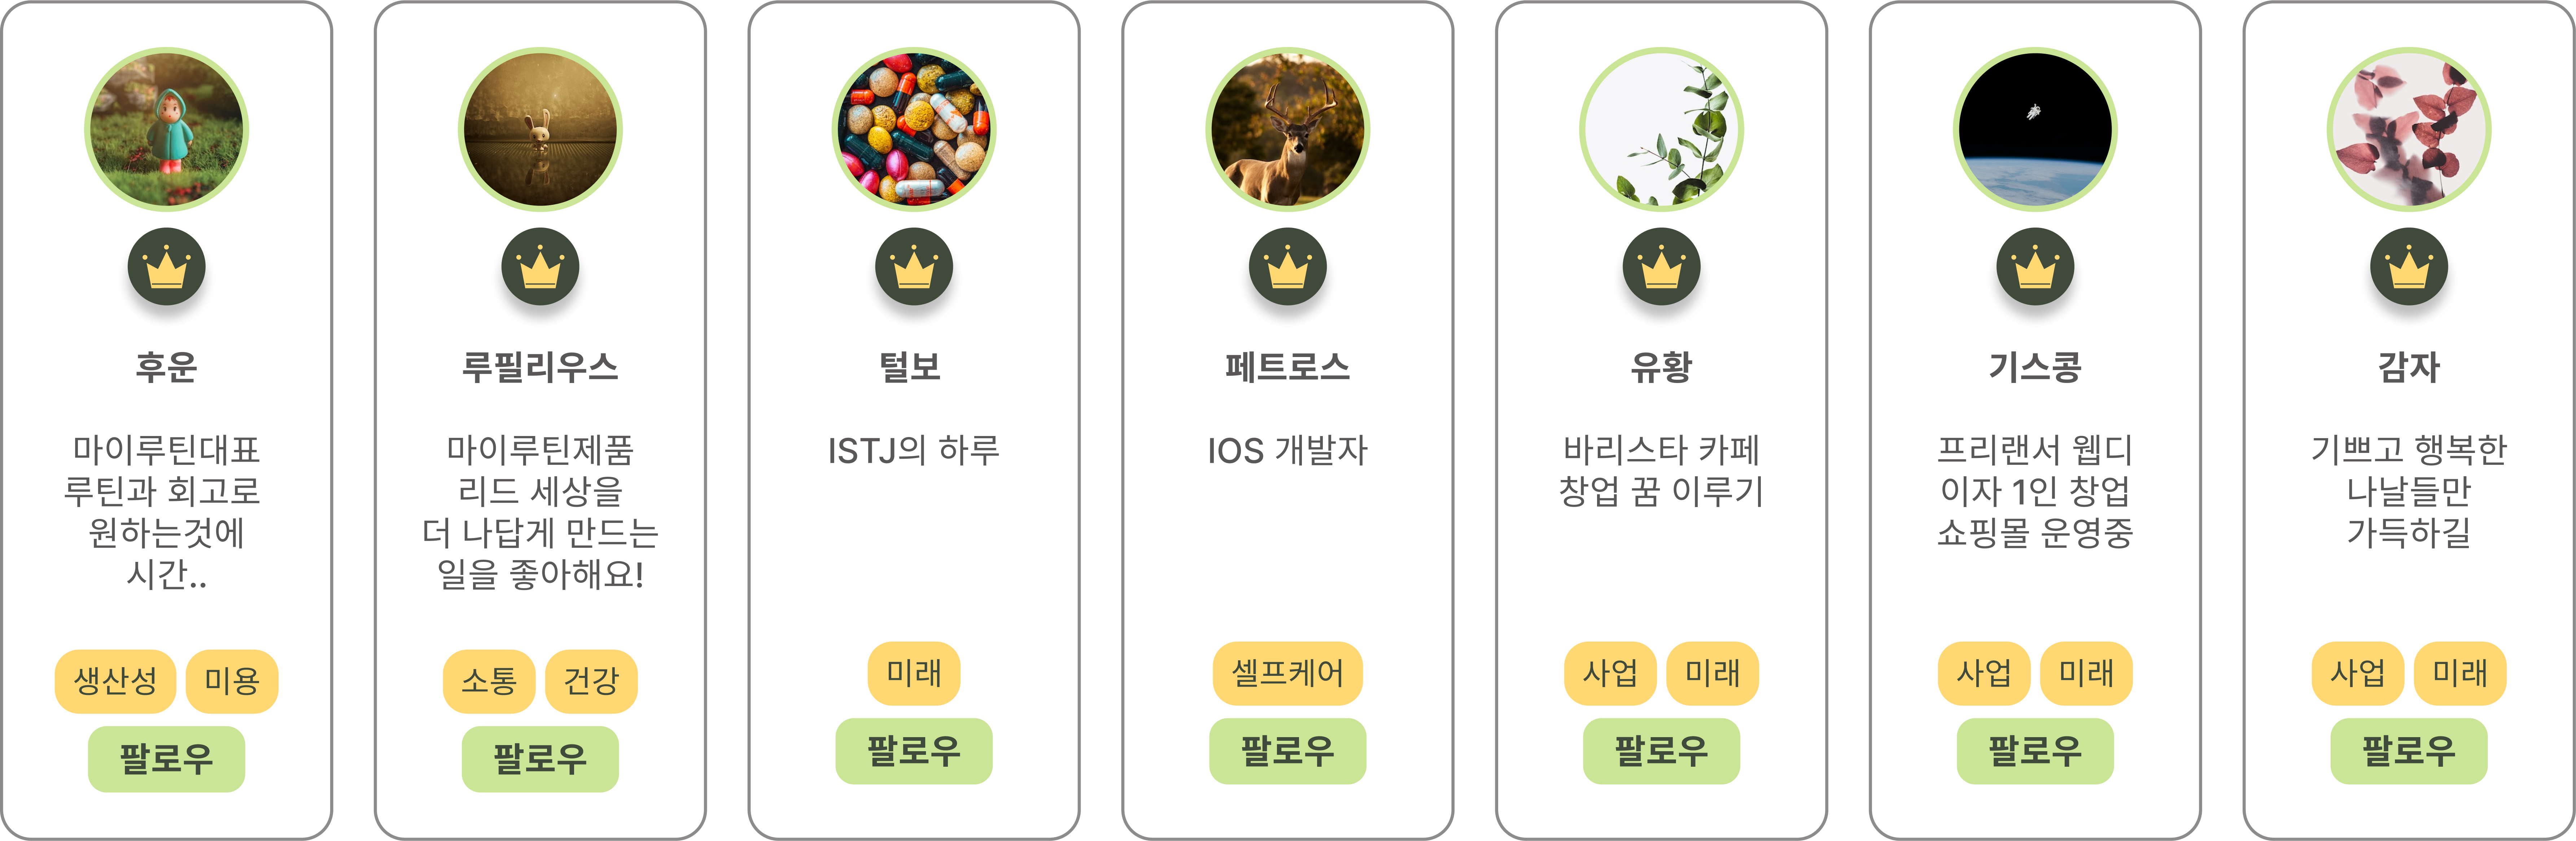 후운
마이루틴대표
루틴과 회고로
원하는것에
시간..
생산성 미용
팔로우
루필리우스
마이루틴제품
리드 세상을
더 나답게 만드는
일을 좋아해요!
소통 건강
팔로우
털보
ISTJ의 하루
미래
팔로우
페트로스
IOS 개발자
셀프케어
팔로우
유황
바리스타 카페
창업 꿈 이루기
사업 미래
팔로우
기스콩
프리랜서 웹디
이자 1인 창업
쇼핑몰 운영중
사업 미래
팔로우
감자
기쁘고 행복한
나날들만
가득하길
사업 미래
팔로우